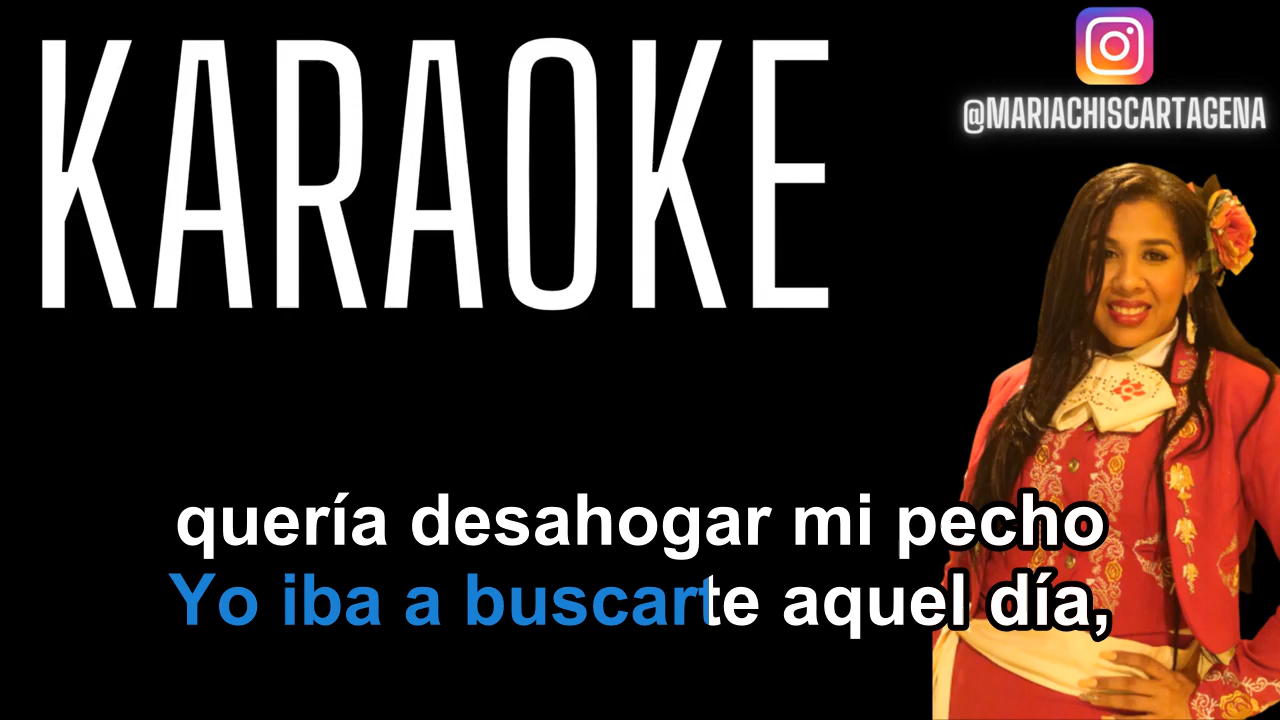 KARAOKE
@MARIACHISCARTAGENA
quería desahogar mi pecho
Yo iba a buscarte aquel día,